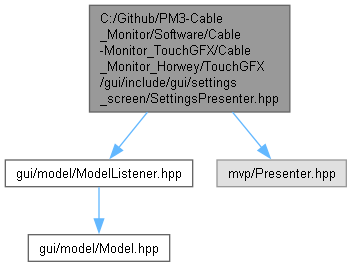 C:/Github/PM3-Cable
_Monitor/Software/Cable
-Monitor_TouchGFX/Cable
_Monitor_Horwey/TouchGFX
/gui/include/gui/settings
_screen/SettingsPresenter.hpp
gui/model/ModelListener.hpp
mvp/Presenter.hpp
gui/model/Model.hpp